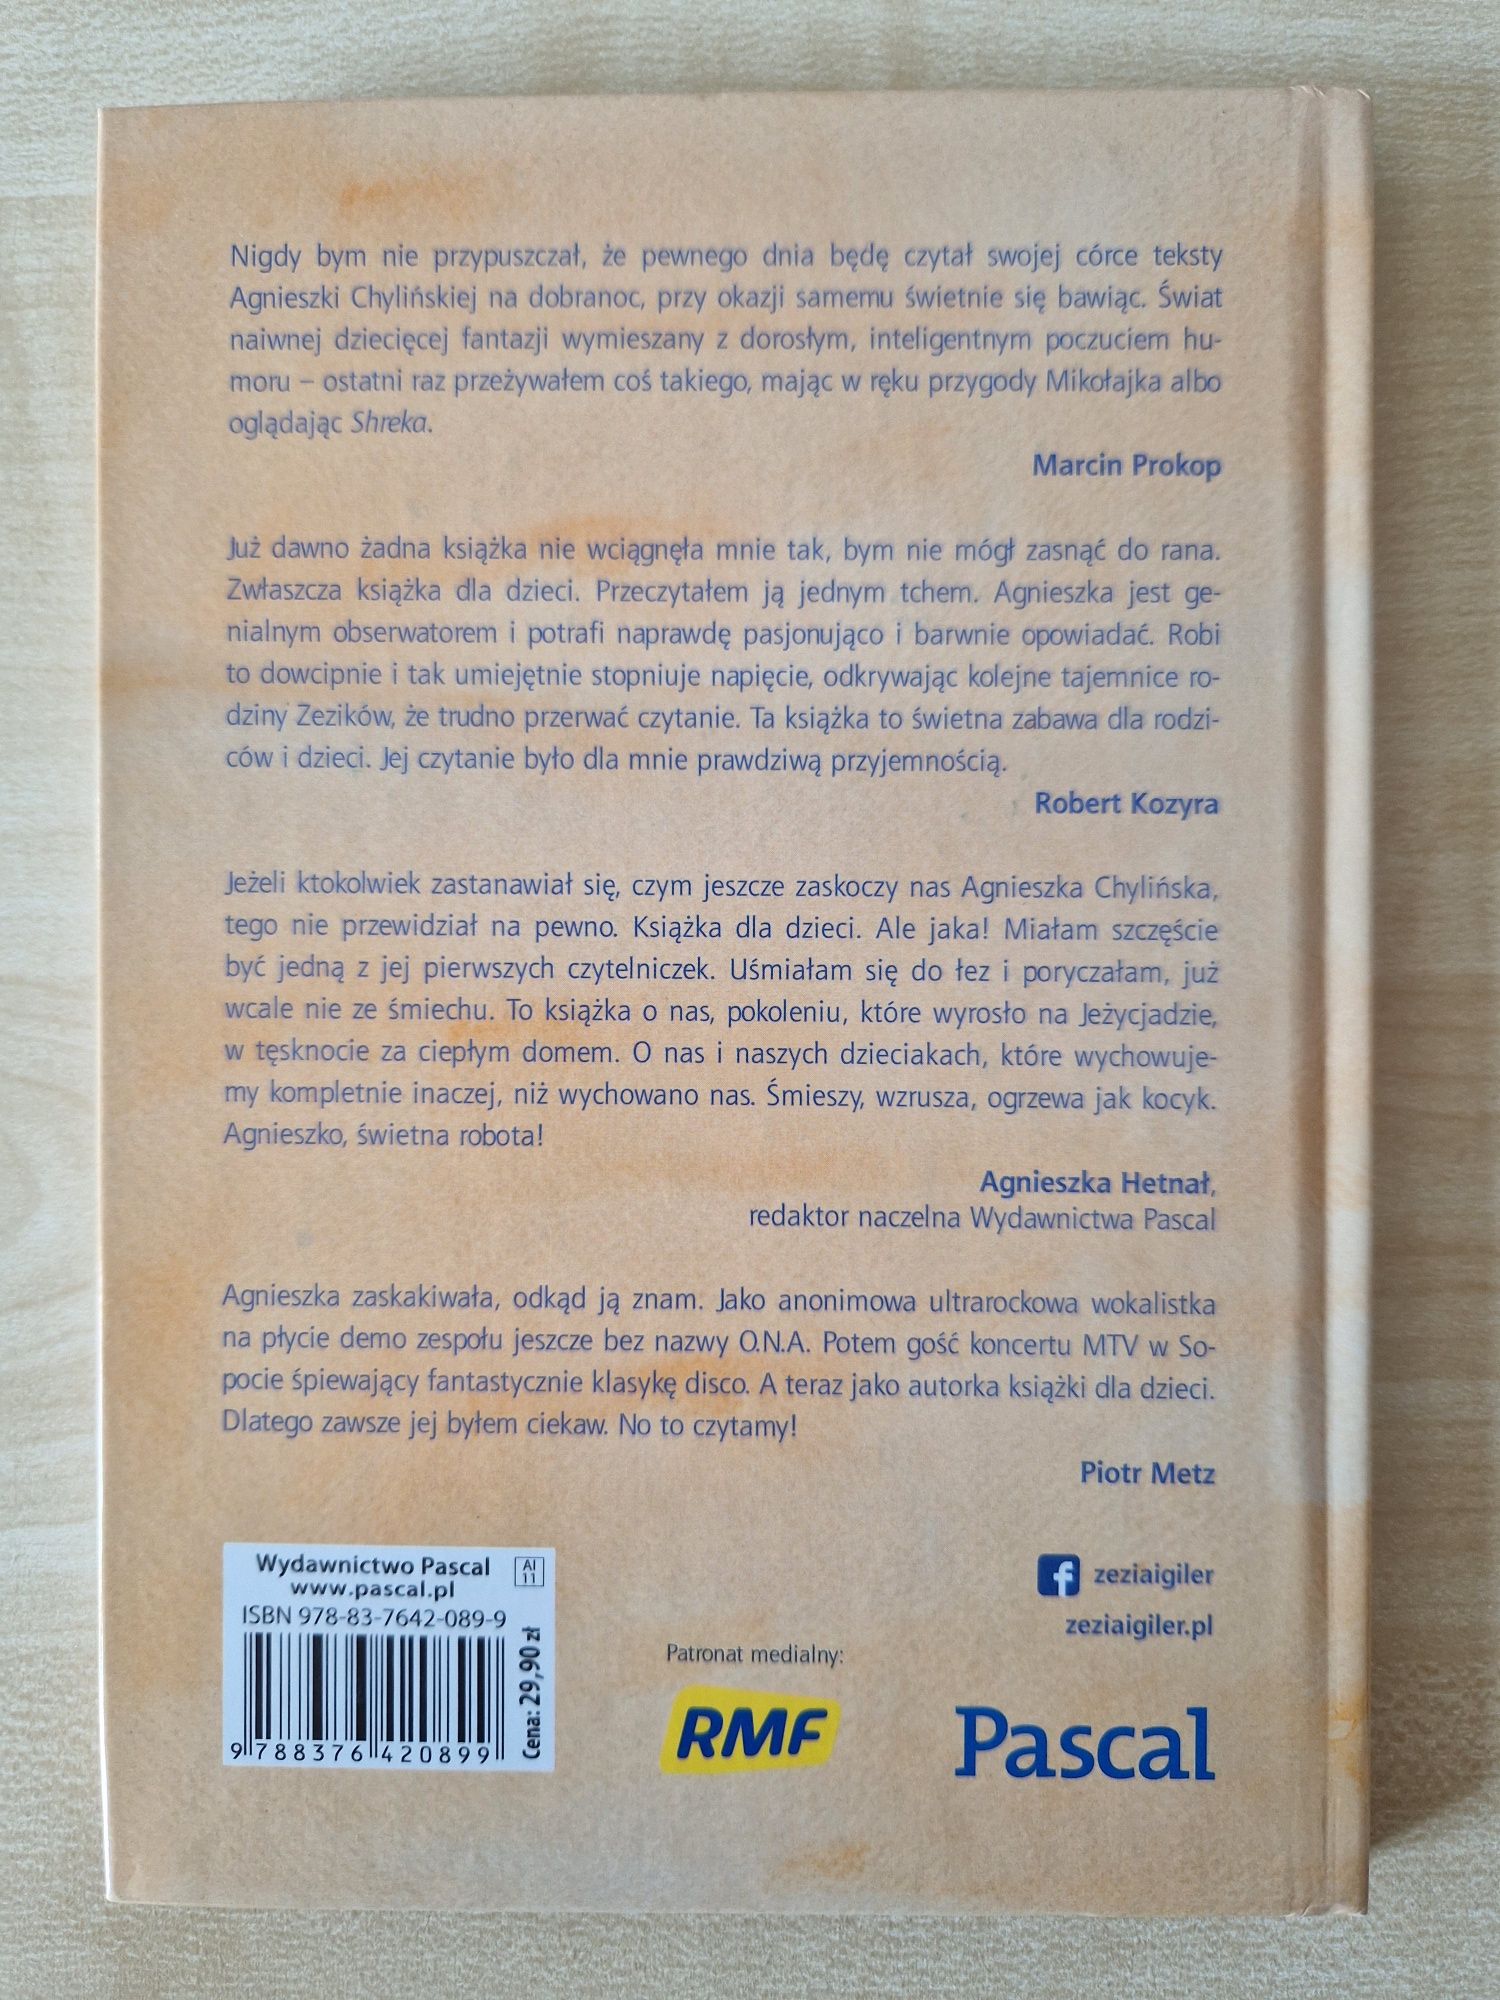 Nigdy bym nie przypuszczał, że pewnego dnia będę czytał swojej córce teksty
Agnieszki Chylińskiej na dobranoc, przy okazji samemu świetnie się bawiąc. Świat
naiwnej dziecięcej fantazji wymieszany z dorosłym, inteligentnym poczuciem hu-
moru – ostatni raz przeżywałem coś takiego, mając w ręku przygody Mikołajka albo
oglądając Shreka.
Marcin Prokop
Już dawno żadna książka nie wciągnęła mnie tak, bym nie mógł zasnąć do rana.
Zwłaszcza książka dla dzieci. Przeczytałem ją jednym tchem. Agnieszka jest ge-
nialnym obserwatorem i potrafi naprawdę pasjonująco i barwnie opowiadać. Robi
to dowcipnie i tak umiejętnie stopniuje napięcie, odkrywając kolejne tajemnice ro-
dziny Zezików, że trudno przerwać czytanie. Ta książka to świetna zabawa dla rodzi-
ców i dzieci. Jej czytanie było dla mnie prawdziwą przyjemnością.
Robert Kozyra
Jeżeli ktokolwiek zastanawiał się, czym jeszcze zaskoczy nas Agnieszka Chylińska,
tego nie przewidział na pewno. Książka dla dzieci. Ale jaka! Miałam szczęście
być jedną z jej pierwszych czytelniczek. Uśmiałam się do łez i poryczałam, już
wcale nie ze śmiechu. To książka o nas, pokoleniu, które wyrosło na Jeżycjadzie,
w tęsknocie za ciepłym domem. O nas i naszych dzieciakach, które wychowuje-
my kompletnie inaczej, niż wychowano nas. Śmieszy, wzrusza, ogrzewa jak kocyk.
Agnieszko, świetna robota!
Agnieszka Hetnał,
redaktor naczelna Wydawnictwa Pascal
Agnieszka zaskakiwała, odkąd ją znam. Jako anonimowa ultrarockowa wokalistka
na płycie demo zespołu jeszcze bez nazwy O.N.A. Potem gość koncertu MTV w So-
pocie śpiewający fantastycznie klasykę disco. A teraz jako autorka książki dla dzieci.
Dlatego zawsze jej byłem ciekaw. No to czytamy!
Piotr Metz
Wydawnictwo Pascal
www.pascal.pl
AI
11
ISBN 978-83-7642-089-9
9 788376 420899
Cena: 29,90 zł
Patronat medialny:
RMF
f zeziaigiler
zeziaigiler.pl
Pascal